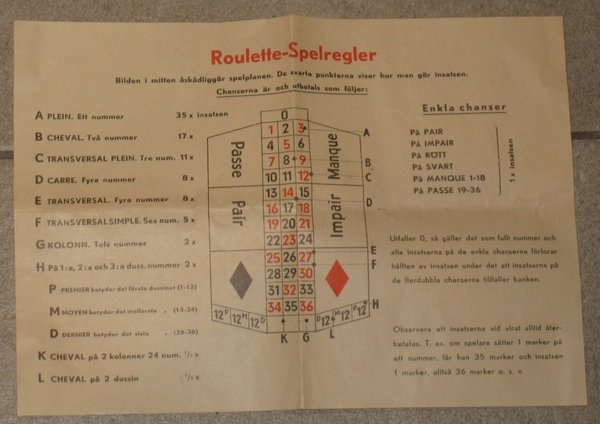 Roulette-Spelregler
Bilden i mitten åskådliggör spelplanen. De svarta punkterna visar hur man gör insatsen.
Chanserna är och utbetals som följer:
A PLEIN. Ett nummer 35 x insatsen
B CHEVAL. Två nummer 17 x
C TRANSVERSAL PLEIN. Tre num. 11 x
D CARRE. Fyra nummer 8 x
E TRANSVERSAL. Fyra nummer 8 x
F TRANSVERSAL SIMPLE. Sex num. 5 x
G KOLONN. Tolv nummer 2 x
H På 1:a, 2:a och 3:e duss. nummer 2 x
P PREMIER betyder det första dussinet (1-12)
M MOYEN betyder det mellersta „ (13-24)
D DERNIER betyder det sista „ (25-36)
K CHEVAL på 2 kolonner 24 num. 1/2 x
L CHEVAL på 2 dussin 1/2 x
0
1 2 3
4 5 6
7 8 9
10 11 12
13 14 15
16 17 18
19 20 21
22 23 24
25 26 27
28 29 30
31 32 33
34 35 36
Passe
Manque
Pair
Impair
12P 12M 12D
D12 M12 P12
A
B
C
D
E
F
H
K G L
Enkla chanser
På PAIR
På IMPAIR
På RÖTT
På SVART
På MANQUE 1-18
På PASSE 19-36
1 x insatsen
Utfaller 0, så gäller det som fullt nummer och
alla insatserna på de enkla chanserna förlorar
hälften av insatsen under det att insatserna på
de flerdubbla chanserna tillfaller banken.
Observera att insatserna vid vinst alltid åter-
betalas. T. ex. om spelare sätter 1 marker på
ett nummer, får han 35 marker och insatsen
1 marker, alltså 36 marker o. s. v.